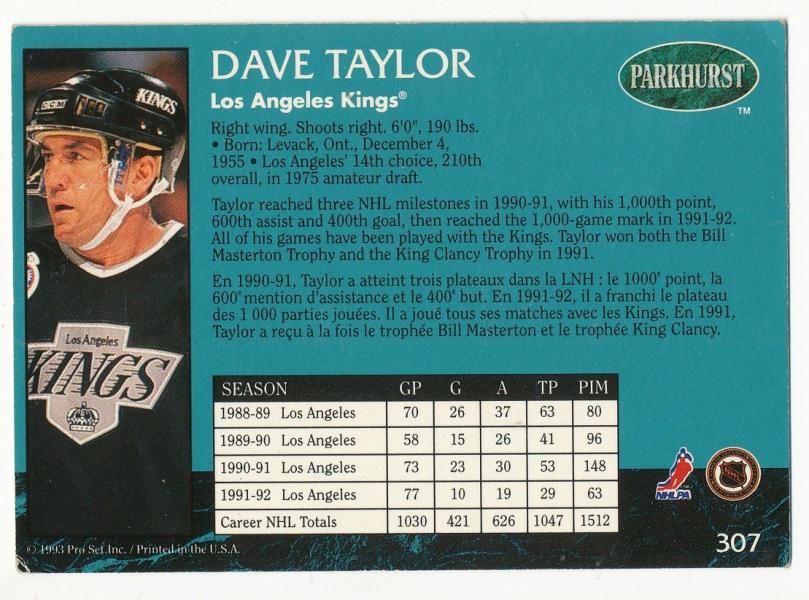 DAVE TAYLOR
Los Angeles Kings®
PARKHURST
TM
Right wing. Shoots right. 6'0", 190 lbs.
• Born: Levack, Ont., December 4,
1955 • Los Angeles' 14th choice, 210th
overall, in 1975 amateur draft.
Taylor reached three NHL milestones in 1990-91, with his 1,000th point,
600th assist and 400th goal, then reached the 1,000-game mark in 1991-92.
All of his games have been played with the Kings. Taylor won both the Bill
Masterton Trophy and the King Clancy Trophy in 1991.
En 1990-91, Taylor a atteint trois plateaux dans la LNH : le 1000e point, la
600e mention d'assistance et le 400e but. En 1991-92, il a franchi le plateau
des 1 000 parties jouées. Il a joué tous ses matches avec les Kings. En 1991,
Taylor a reçu à la fois le trophée Bill Masterton et le trophée King Clancy.
CCM
KINGS
Los Angeles
KINGS
SEASON GP G A TP PIM
1988-89 Los Angeles 70 26 37 63 80
1989-90 Los Angeles 58 15 26 41 96
1990-91 Los Angeles 73 23 30 53 148
1991-92 Los Angeles 77 10 19 29 63
Career NHL Totals 1030 421 626 1047 1512
NHLPA
NHL
© 1993 Pro Set Inc. / Printed in the U.S.A.
307